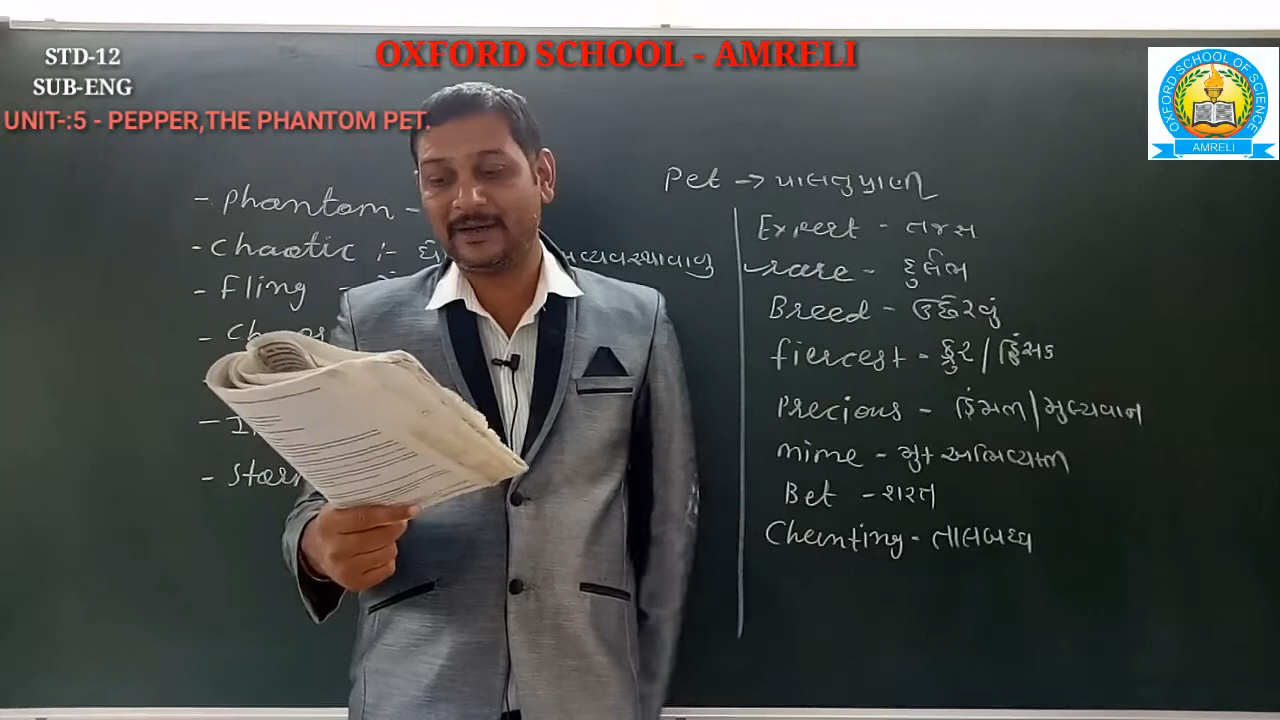 STD-12
SUB-ENG
OXFORD SCHOOL - AMRELI
UNIT-:5 - PEPPER,THE PHANTOM PET.
OXFORD SCHOOL OF SCIENCE
AMRELI
- Phantom -
- Chaotic :-
- Fling -
Pet → પાલતુ પ્રાણી
Expert - તજજ્ઞ
rare - દુર્લભ
Breed - ઉછેરવું
fiercest - ક્રુર / હિંસક
Precious - કિંમતી / મુલ્યવાન
mime - મુક અભિવ્યક્તિ
Bet - શરત
Chanting - તાલબધ્ધ